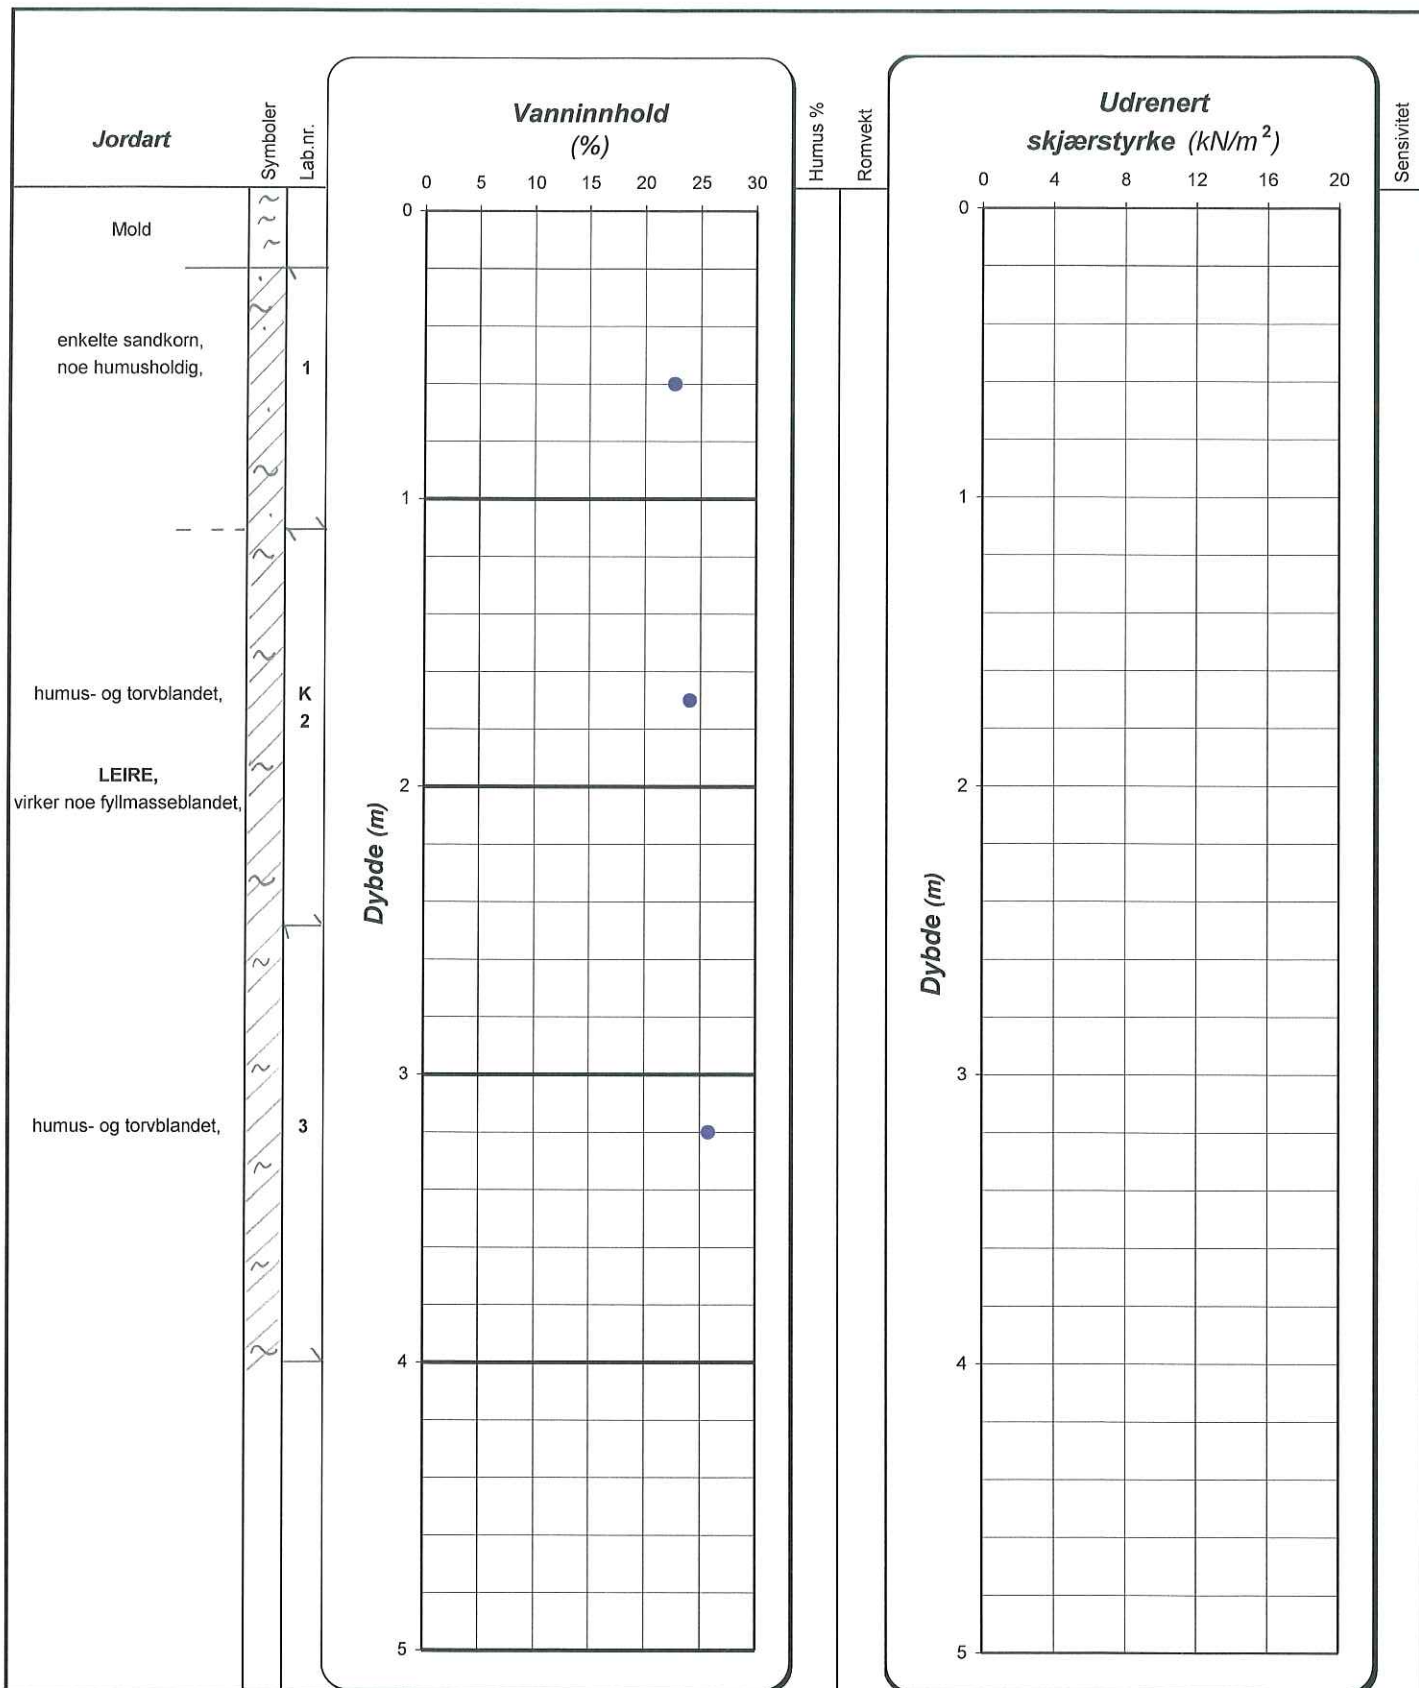 Jordart
Symboler
Lab.nr.
Vanninnhold
(%)
0 5 10 15 20 25 30
Humus %
Romvekt
Udrenert
skjærstyrke (kN/m²)
0 4 8 12 16 20
Sensivitet
Mold
enkelte sandkorn,
noe humusholdig,
1
humus- og torvblandet,
K
2
LEIRE,
virker noe fyllmasseblandet,
humus- og torvblandet,
3
Dybde (m)
0
1
2
3
4
5
Dybde (m)
0
1
2
3
4
5